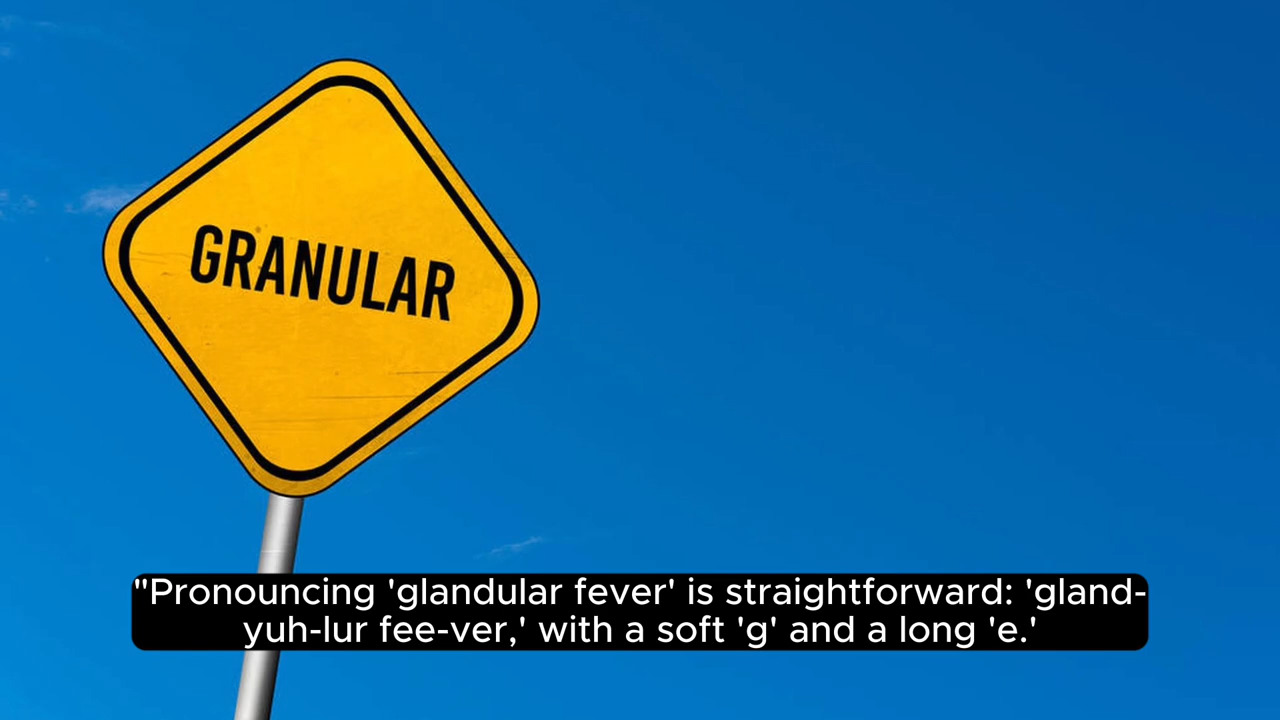 GRANULAR
"Pronouncing 'glandular fever' is straightforward: 'gland-
yuh-lur fee-ver,' with a soft 'g' and a long 'e.'